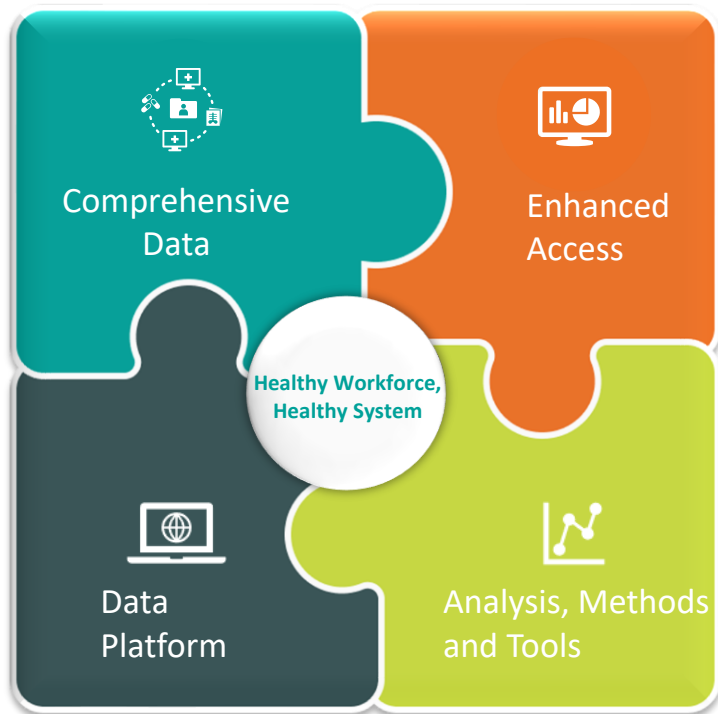 Comprehensive
Data
Enhanced
Access
Healthy Workforce,
Healthy System
Data
Platform
Analysis, Methods
and Tools